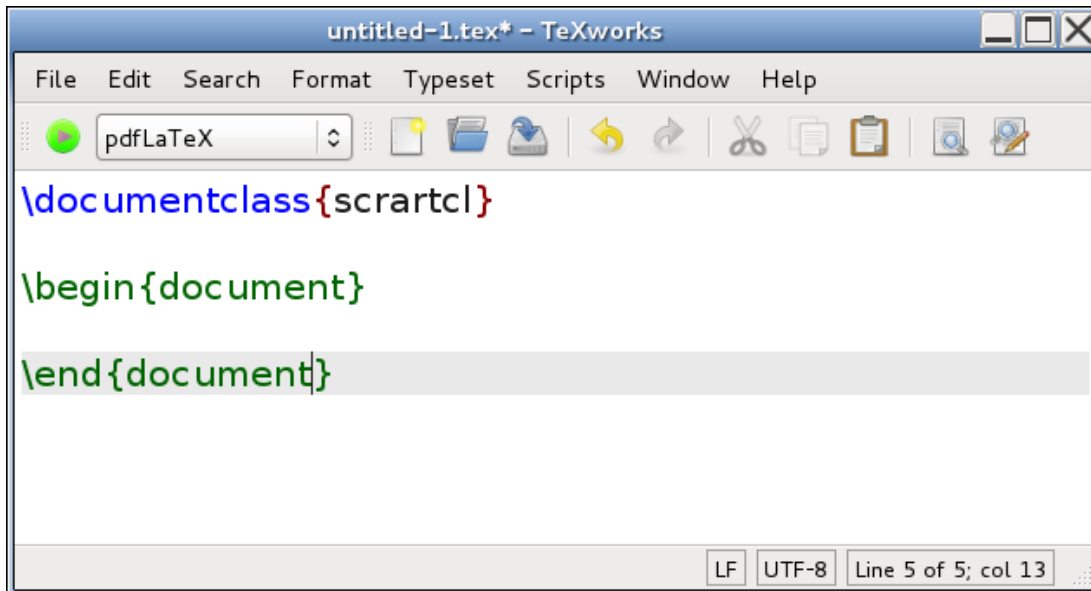 untitled-1.tex* – TeXworks
File Edit Search Format Typeset Scripts Window Help
pdfLaTeX
\documentclass{scrartcl}
\begin{document}
\end{document}
LF UTF-8 Line 5 of 5; col 13